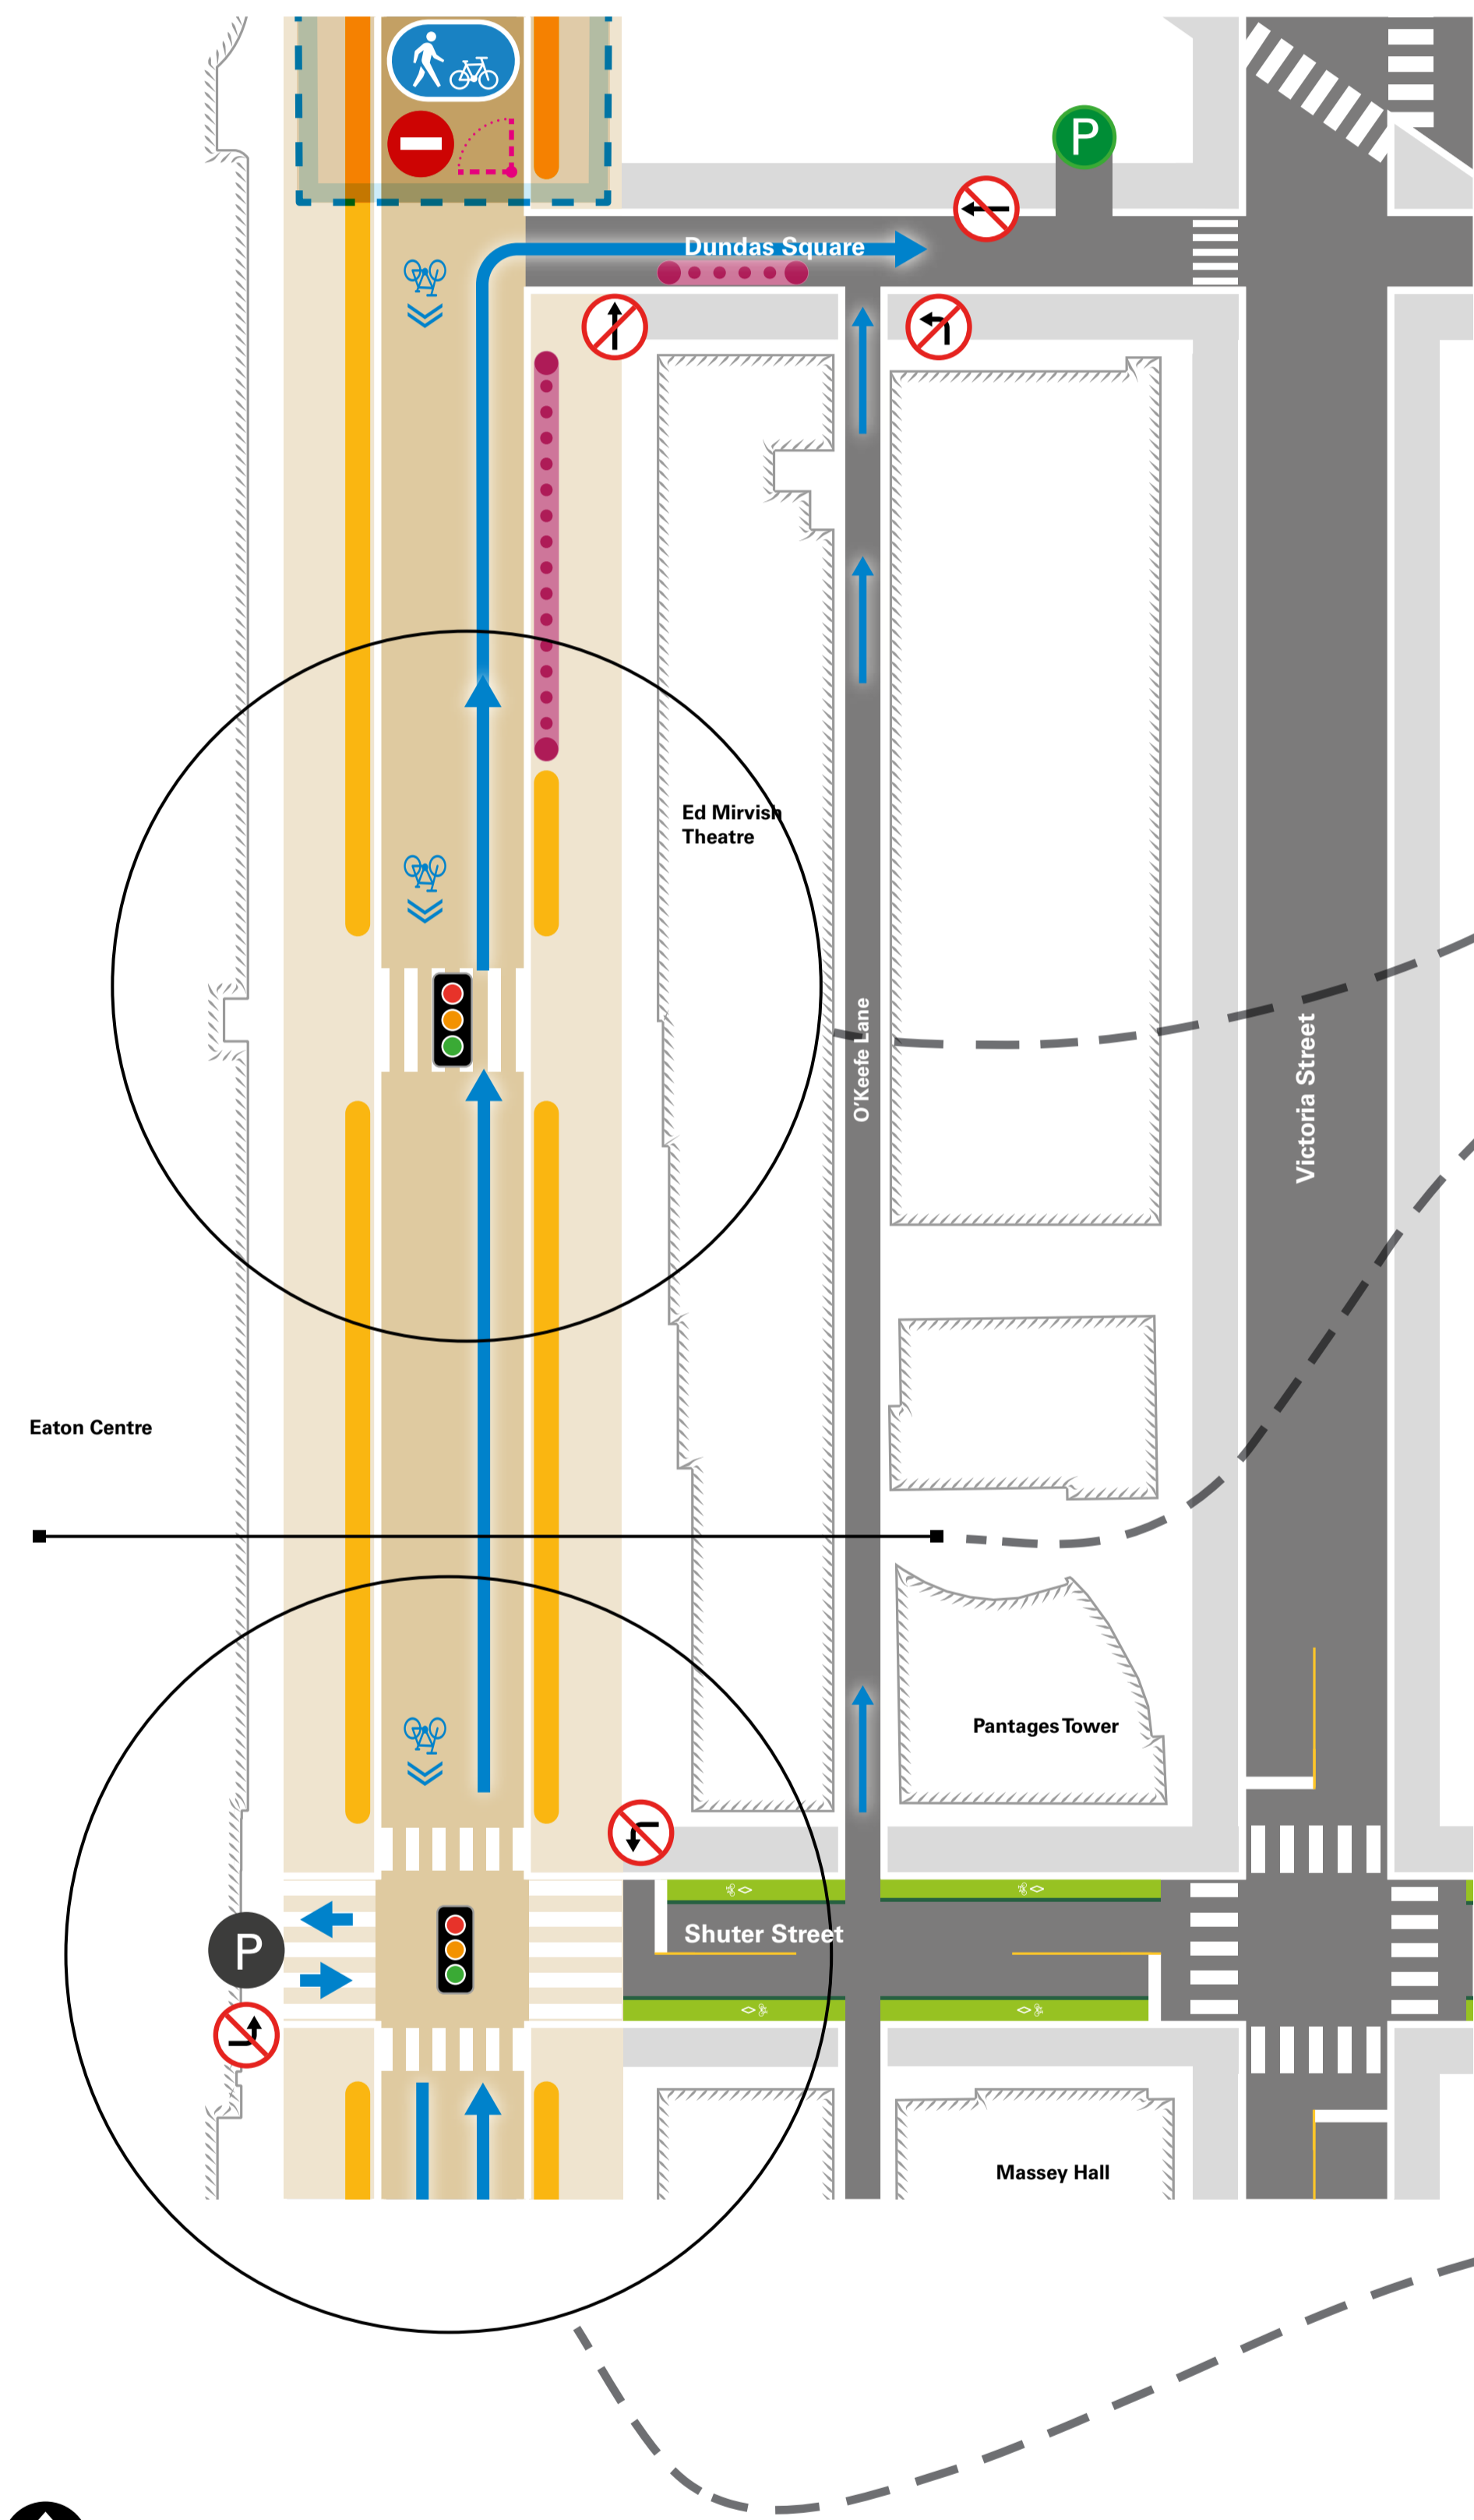 P
Dundas Square
Ed Mirvish
Theatre
O'Keefe Lane
Victoria Street
Eaton Centre
Pantages Tower
P
Shuter Street
Massey Hall